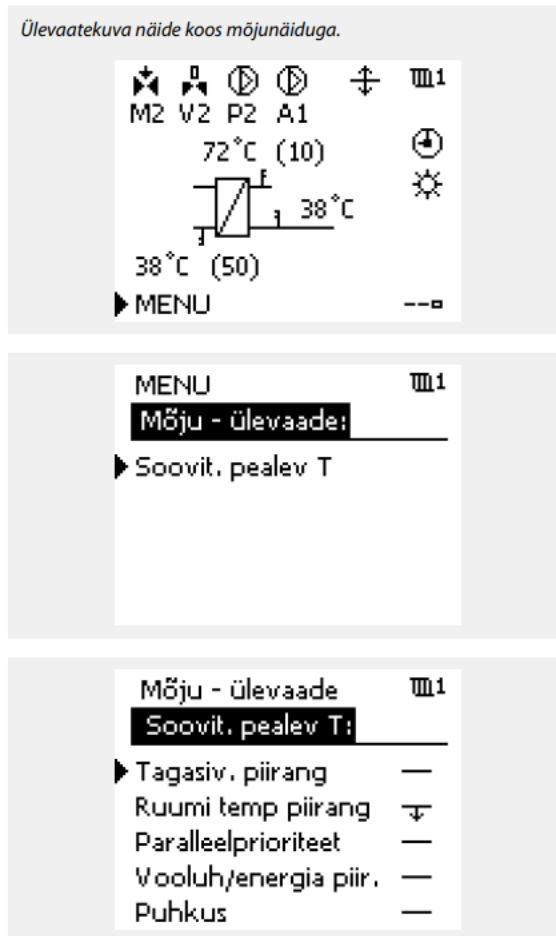 Ülevaatekuva näide koos mõjunäiduga.
1
M2 V2 P2 A1
72°C (10)
38°C
38°C (50)
MENU
MENU 1
Mõju - ülevaade:
Soovit. pealev T
Mõju - ülevaade 1
Soovit. pealev T:
Tagasiv. piirang —
Ruumi temp piirang
Paralleelprioriteet —
Vooluh/energia piir. —
Puhkus —